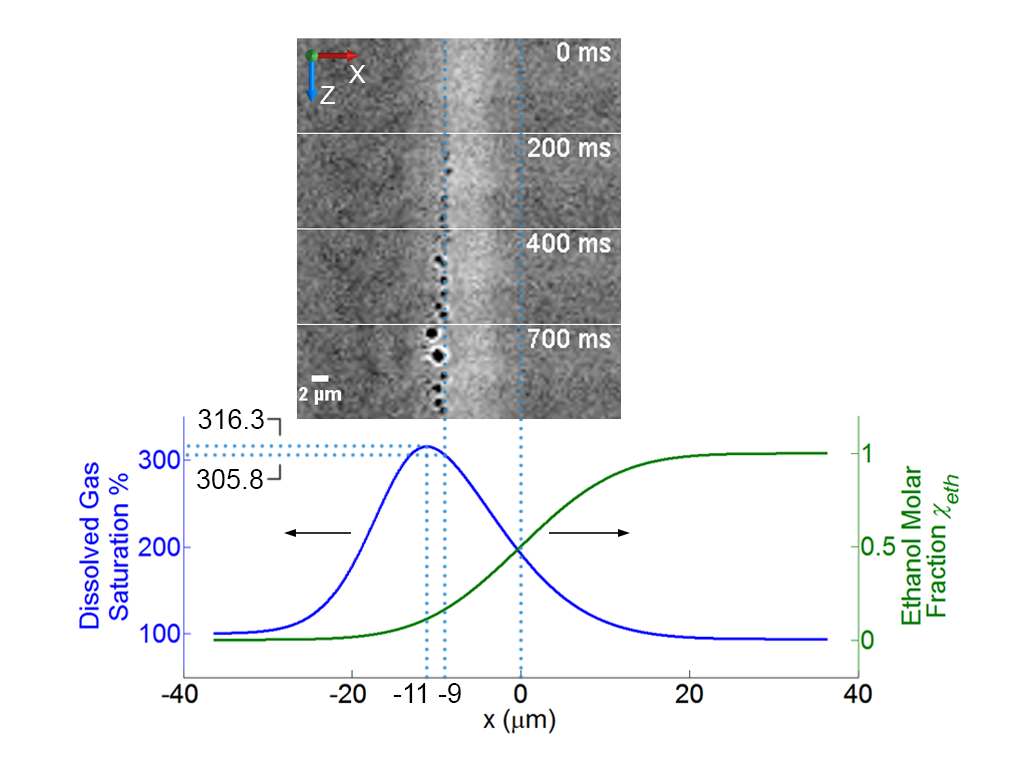 0 ms
X
Z
200 ms
400 ms
700 ms
2 μm
316.3
305.8
Dissolved Gas
Saturation %
300
200
100
1
0.5
0
Ethanol Molar
Fraction χeth
-40
-20
-11
-9
0
20
40
x (μm)